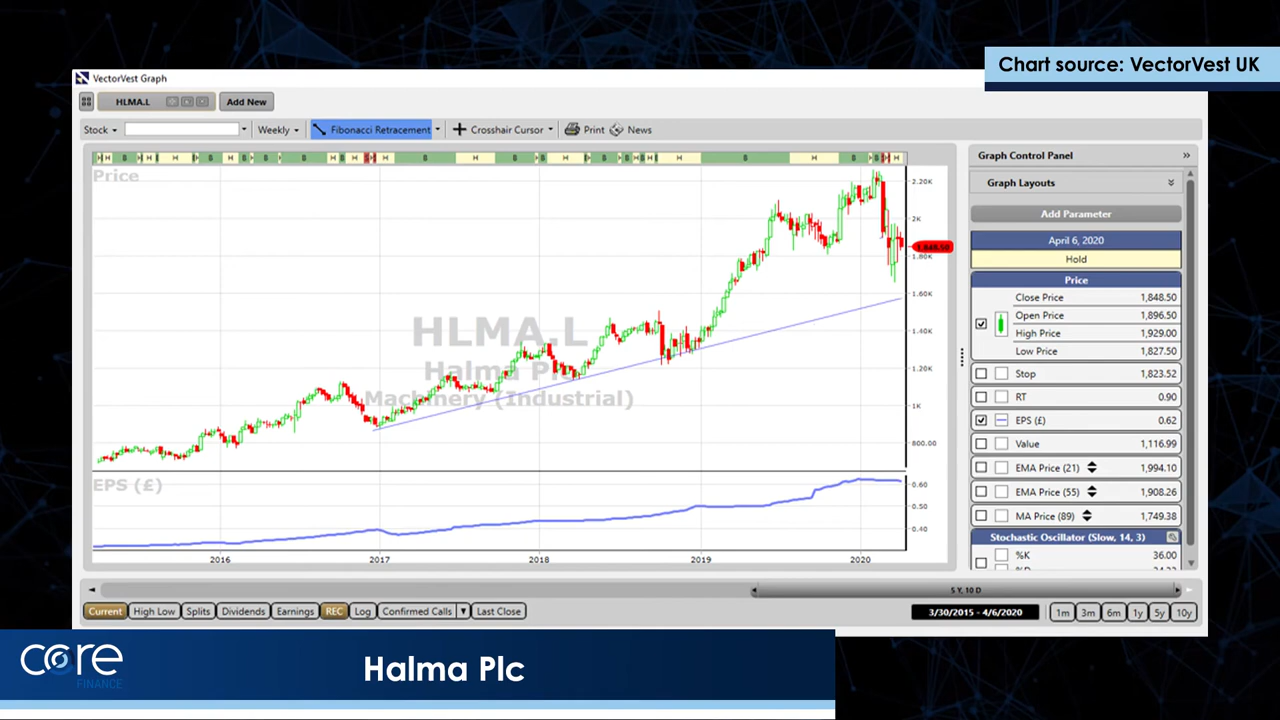 Chart source: VectorVest UK
VectorVest Graph
HLMA.L
Add New
Stock
Weekly
Fibonacci Retracement
Crosshair Cursor
Print
News
Price
HLMA.L
Halma Plc
Machinery (Industrial)
2.20K
2K
1,848.50
1.80K
1.60K
1.40K
1.20K
1K
800.00
EPS (£)
0.60
0.50
0.40
2016
2017
2018
2019
2020
Graph Control Panel
Graph Layouts
Add Parameter
April 6, 2020
Hold
Price
Close Price 1,848.50
Open Price 1,896.50
High Price 1,929.00
Low Price 1,827.50
Stop 1,823.52
RT 0.90
EPS (£) 0.62
Value 1,116.99
EMA Price (21) 1,994.10
EMA Price (55) 1,908.26
MA Price (89) 1,749.38
Stochastic Oscillator (Slow, 14, 3)
%K 36.00
5 Y, 10 D
Current
High Low
Splits
Dividends
Earnings
REC
Log
Confirmed Calls
Last Close
3/30/2015 - 4/6/2020
1m
3m
6m
1y
5y
10y
core
FINANCE
Halma Plc